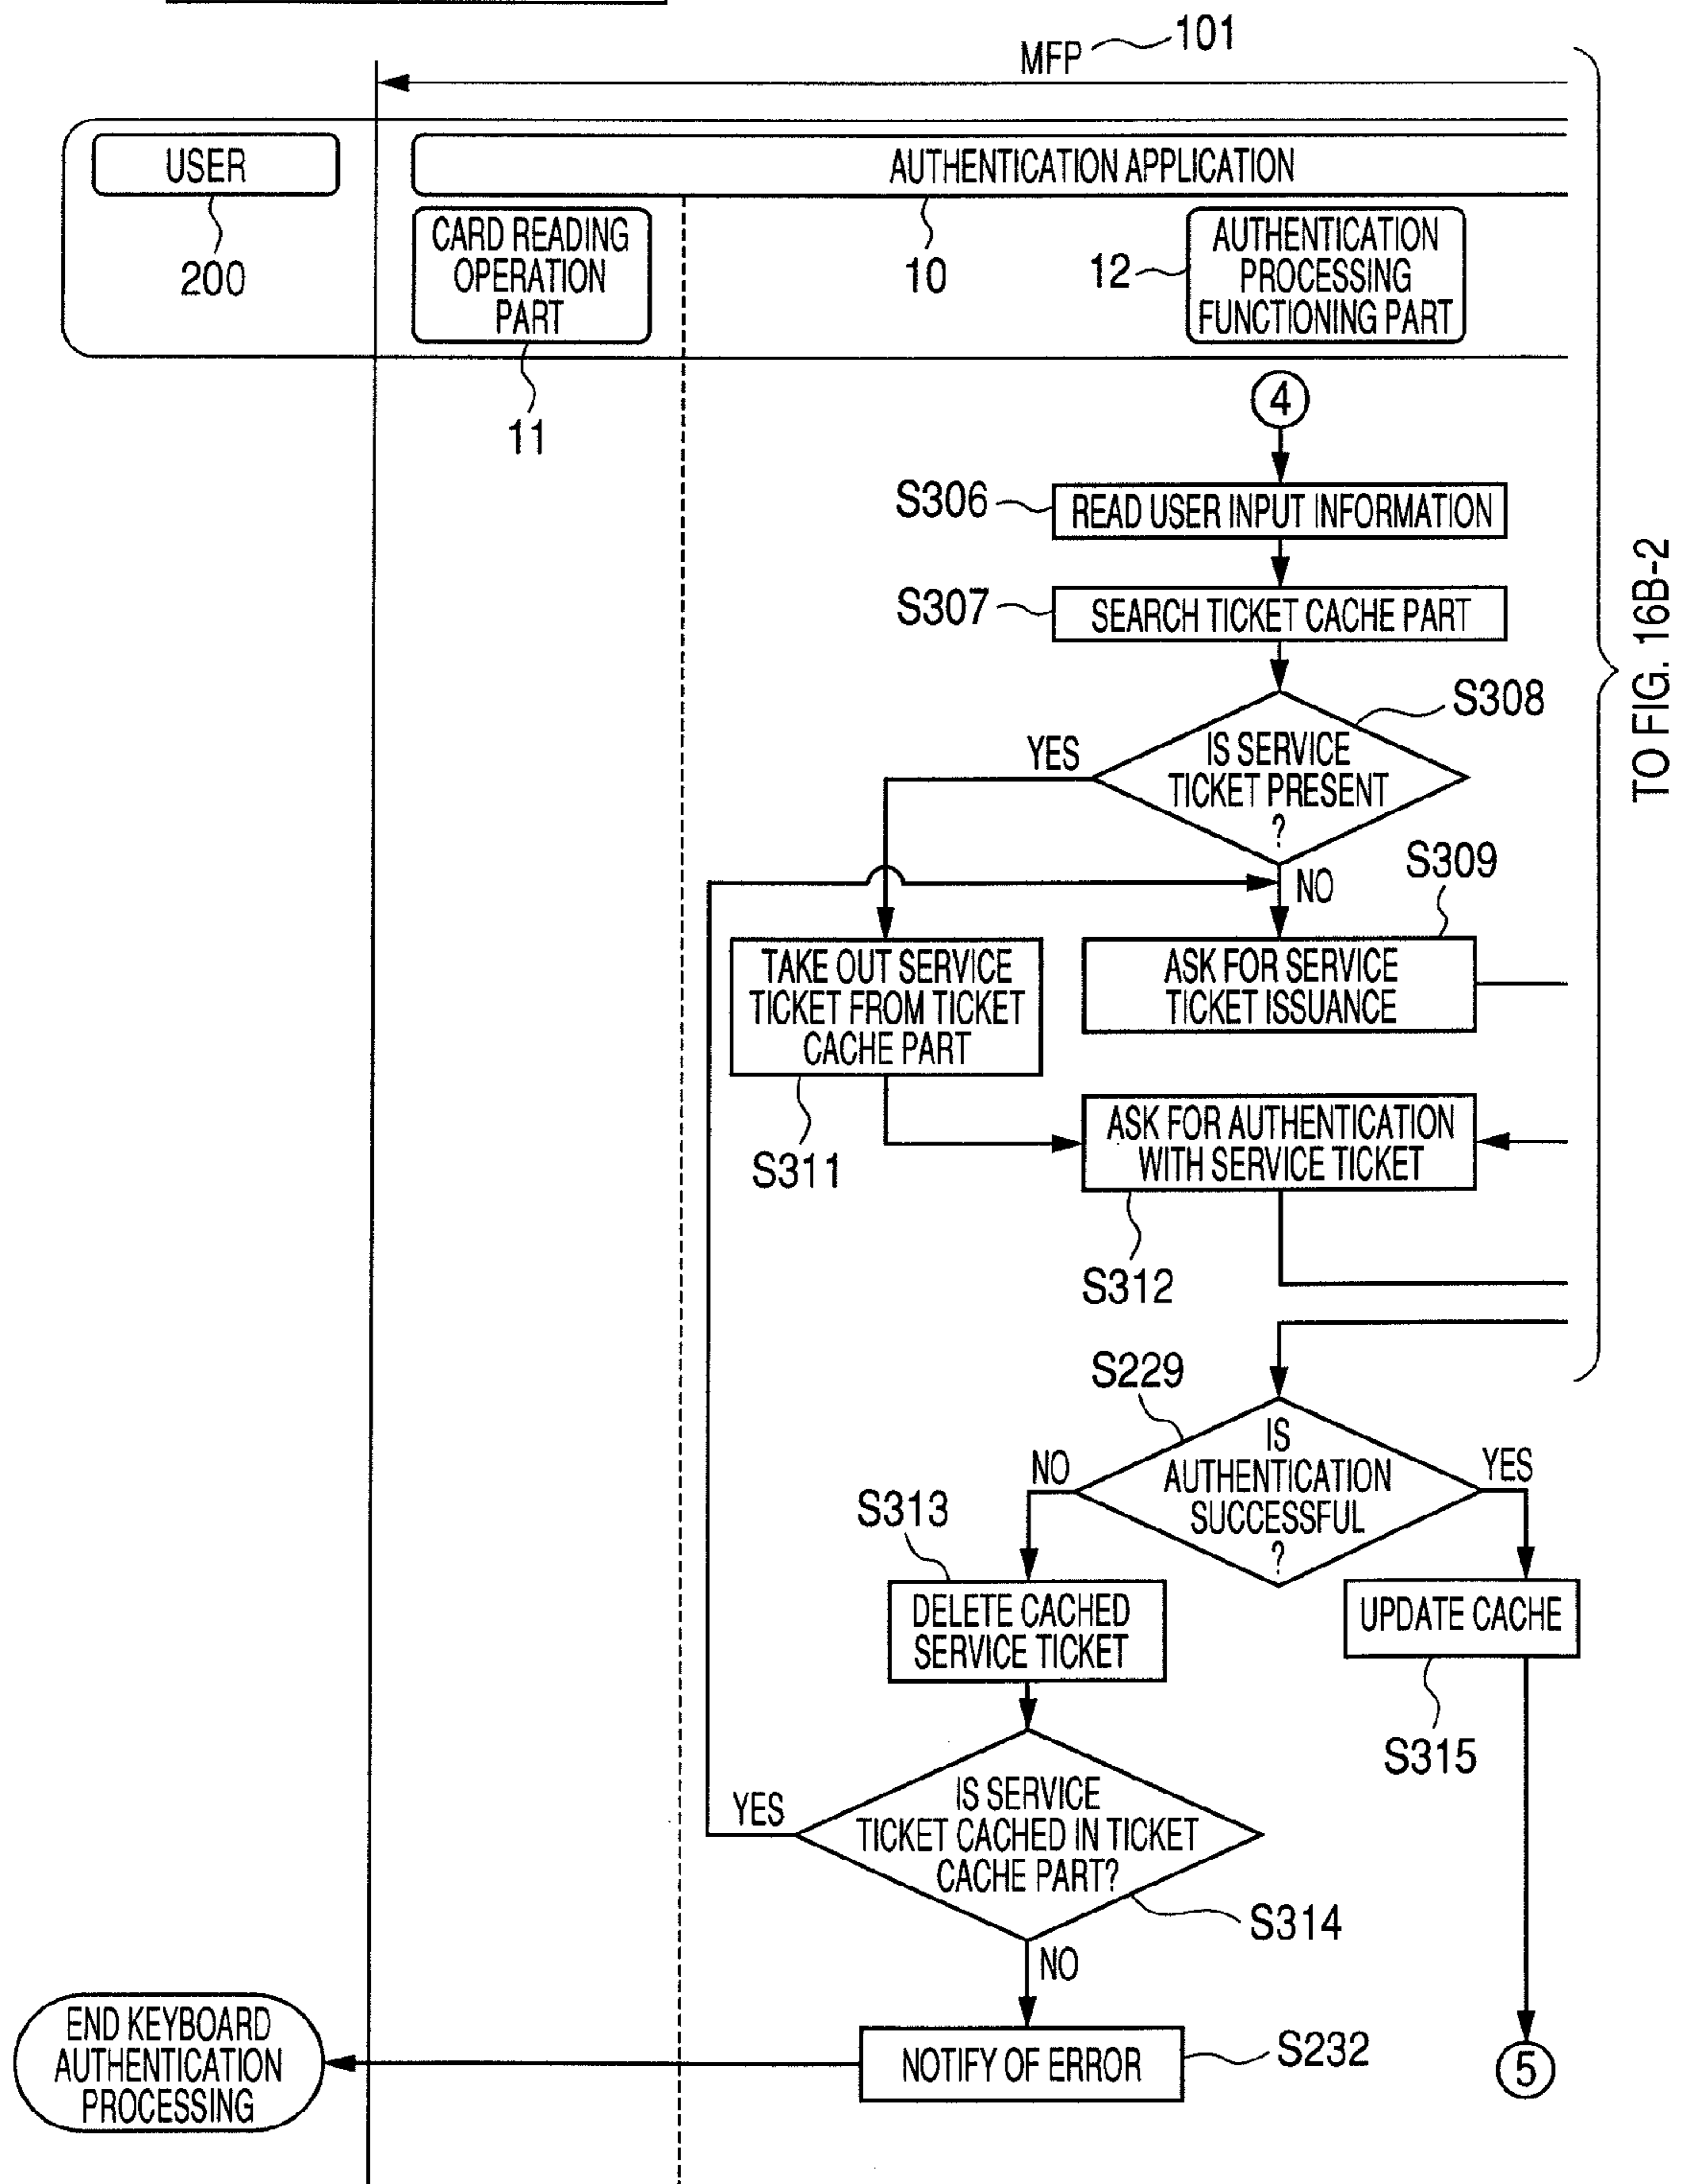 MFP
101
USER
AUTHENTICATION APPLICATION
200
CARD READING
OPERATION
PART
11
10
12
AUTHENTICATION
PROCESSING
FUNCTIONING PART
4
S306
READ USER INPUT INFORMATION
S307
SEARCH TICKET CACHE PART
S308
IS SERVICE
TICKET PRESENT
?
YES
NO
S309
TAKE OUT SERVICE
TICKET FROM TICKET
CACHE PART
S311
ASK FOR SERVICE
TICKET ISSUANCE
ASK FOR AUTHENTICATION
WITH SERVICE TICKET
S312
TO FIG. 16B-2
S229
IS
AUTHENTICATION
SUCCESSFUL
?
NO
YES
S313
DELETE CACHED
SERVICE TICKET
UPDATE CACHE
S315
IS SERVICE
TICKET CACHED IN TICKET
CACHE PART?
YES
S314
NO
END KEYBOARD
AUTHENTICATION
PROCESSING
NOTIFY OF ERROR
S232
5